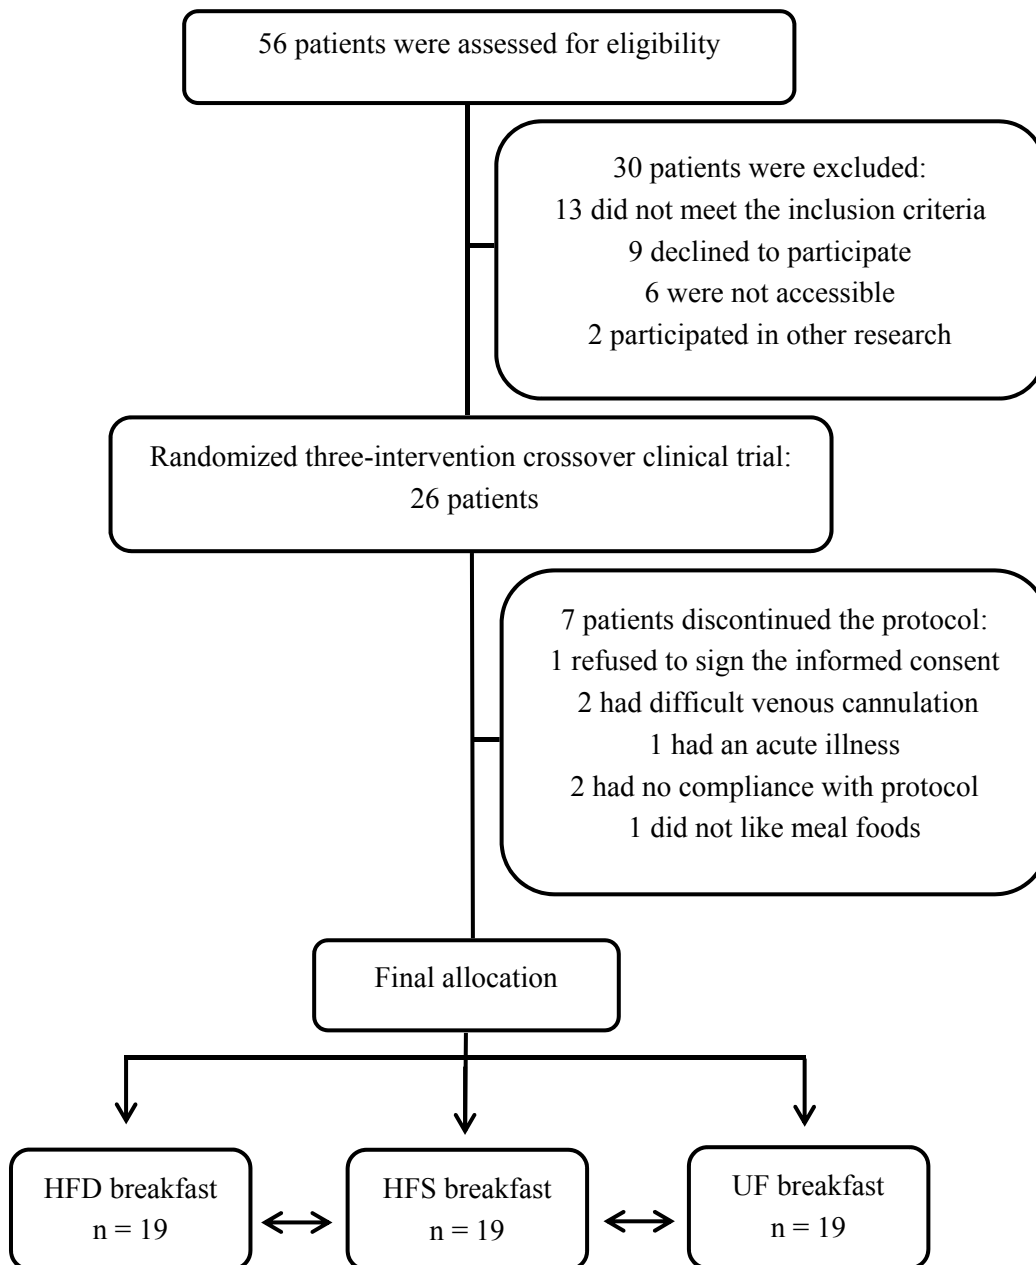 56 patients were assessed for eligibility
30 patients were excluded:
13 did not meet the inclusion criteria
9 declined to participate
6 were not accessible
2 participated in other research
Randomized three-intervention crossover clinical trial:
26 patients
7 patients discontinued the protocol:
1 refused to sign the informed consent
2 had difficult venous cannulation
1 had an acute illness
2 had no compliance with protocol
1 did not like meal foods
Final allocation
HFD breakfast
n = 19
HFS breakfast
n = 19
UF breakfast
n = 19